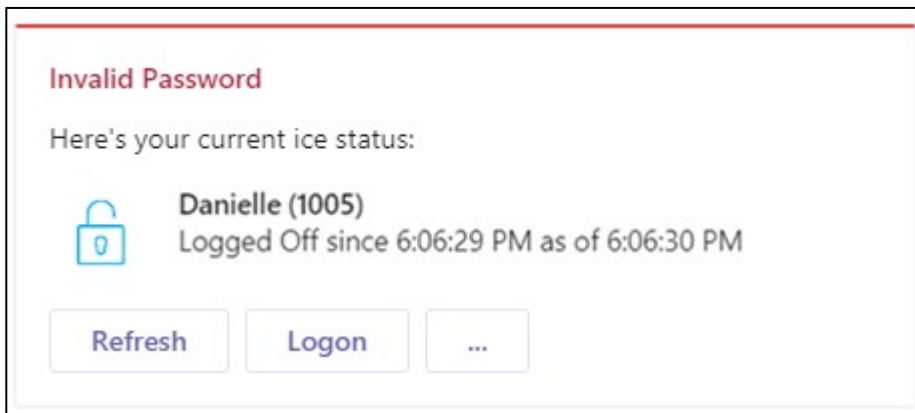 Invalid Password
Here's your current ice status:
Danielle (1005)
Logged Off since 6:06:29 PM as of 6:06:30 PM
Refresh Logon ...